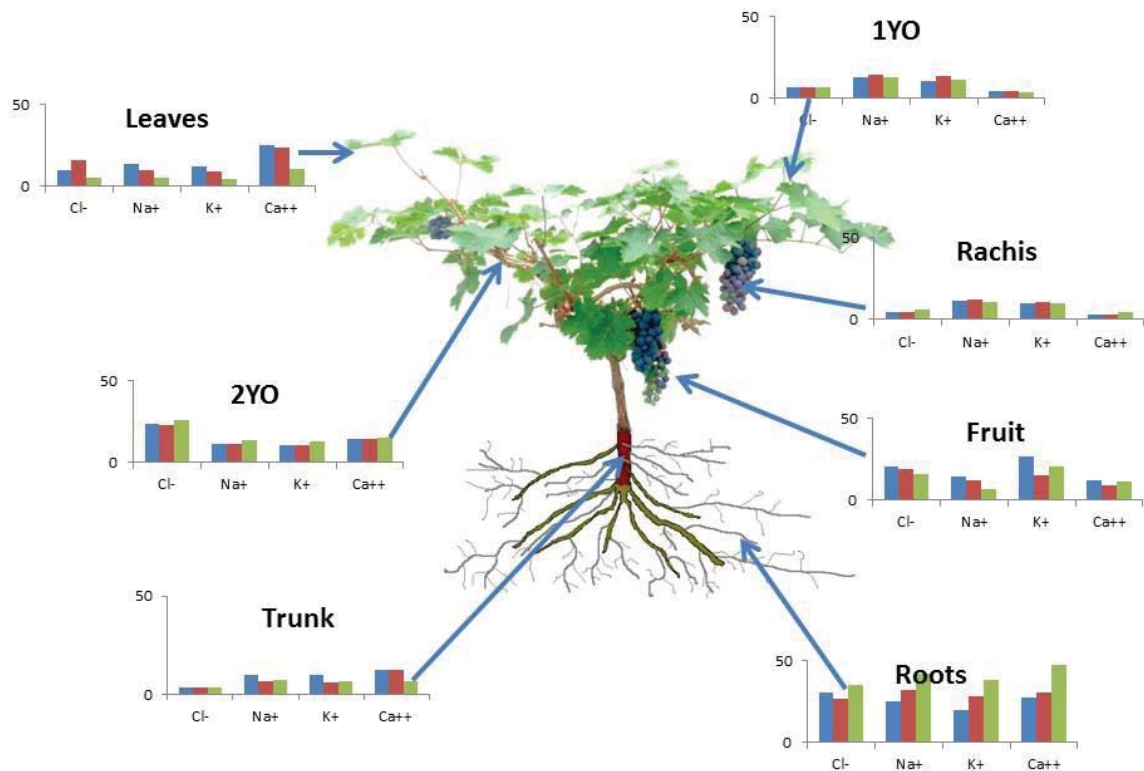 50
1YO
0
Cl-
Na+
K+
Ca++
50
Leaves
0
Cl-
Na+
K+
Ca++
50
Rachis
0
Cl-
Na+
K+
Ca++
50
2YO
0
Cl-
Na+
K+
Ca++
50
Fruit
0
Cl-
Na+
K+
Ca++
50
Trunk
0
Cl-
Na+
K+
Ca++
50
Roots
0
Cl-
Na+
K+
Ca++